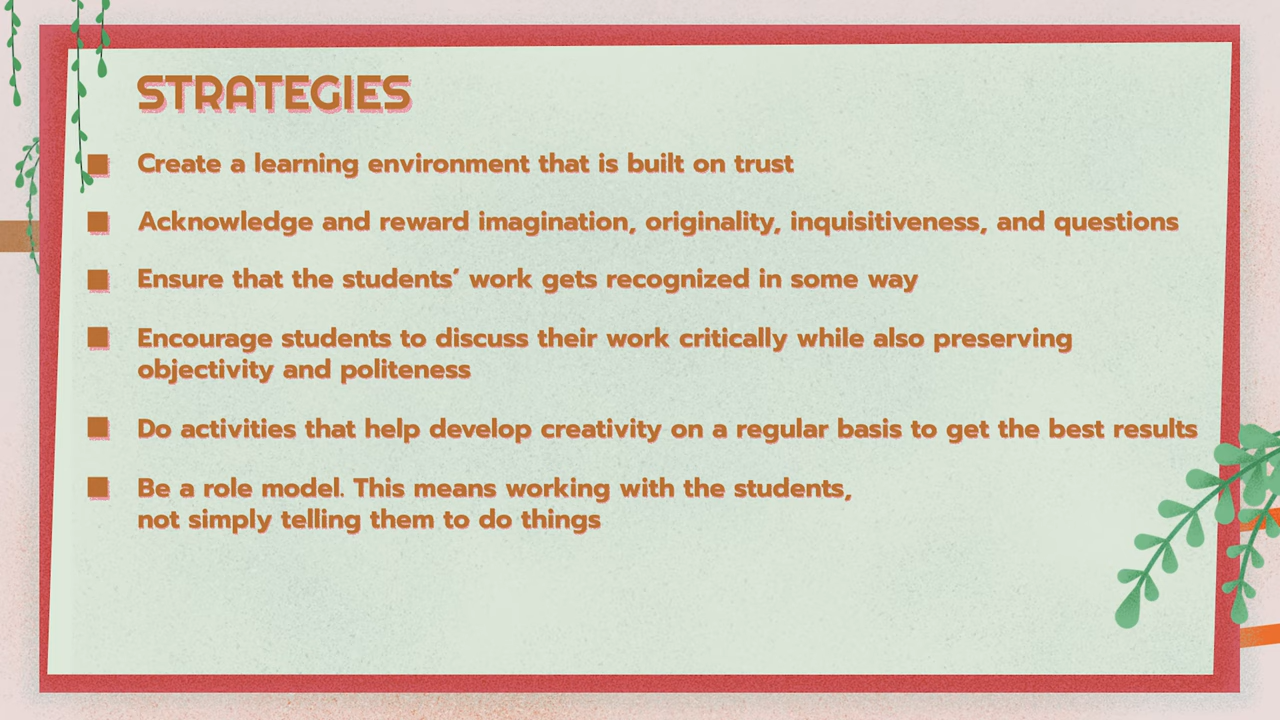 STRATEGIES
Create a learning environment that is built on trust
Acknowledge and reward imagination, originality, inquisitiveness, and questions
Ensure that the students’ work gets recognized in some way
Encourage students to discuss their work critically while also preserving
objectivity and politeness
Do activities that help develop creativity on a regular basis to get the best results
Be a role model. This means working with the students,
not simply telling them to do things